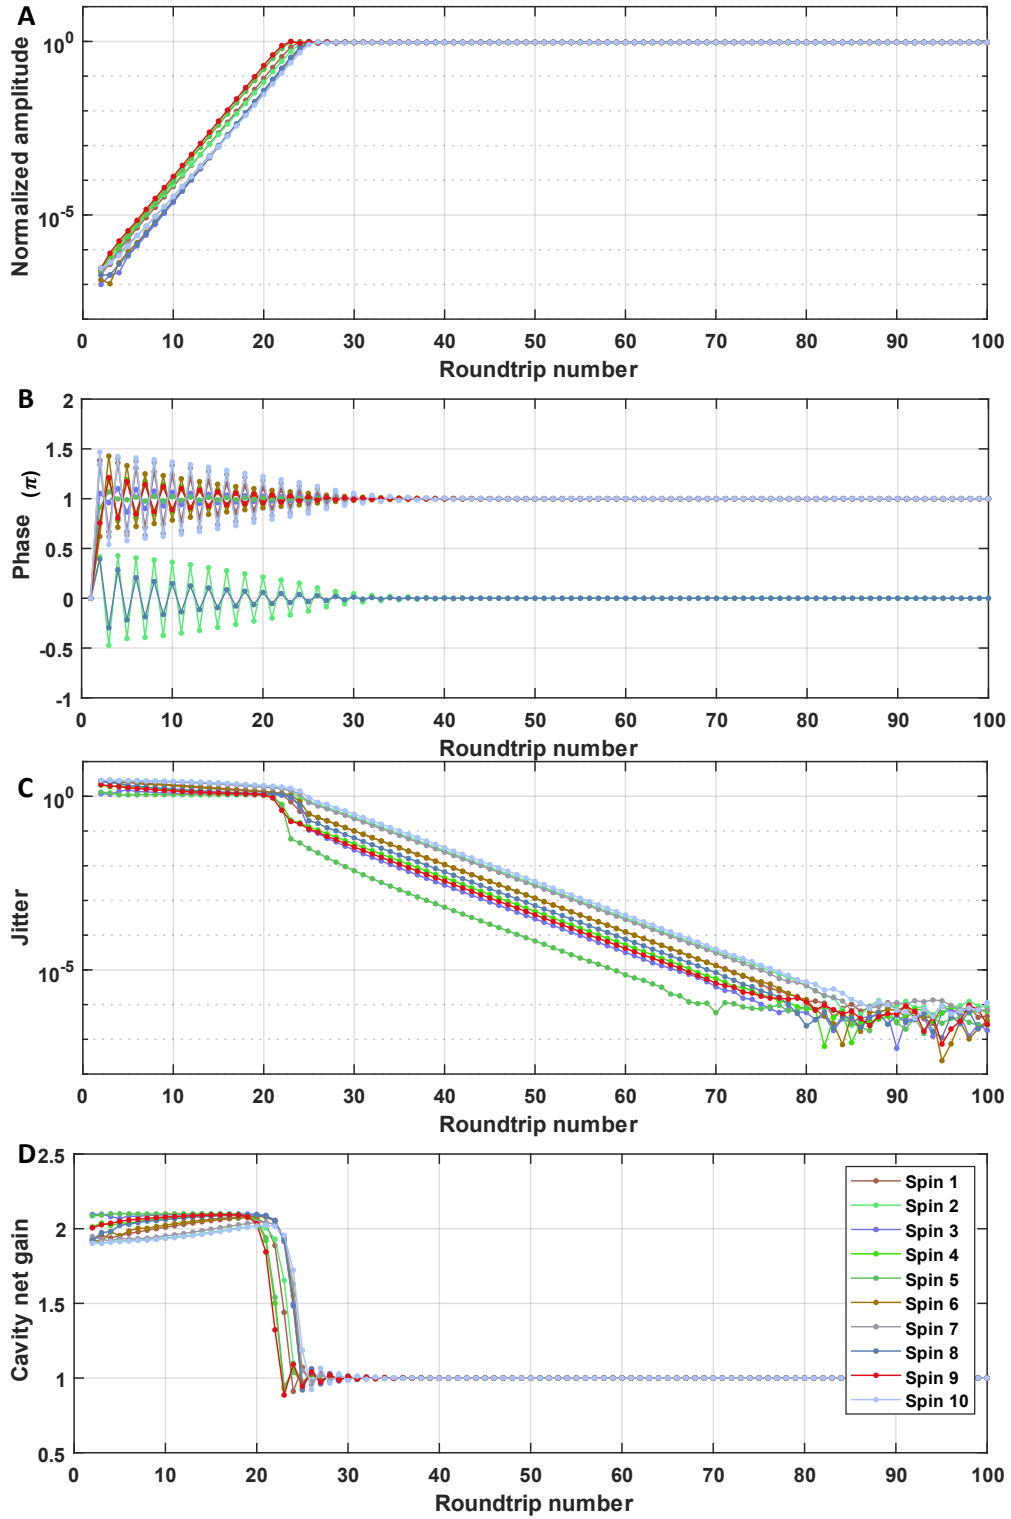 A
10⁰
10⁻⁵
Normalized amplitude
0 10 20 30 40 50 60 70 80 90 100
Roundtrip number
B
2
1.5
1
0.5
0
-0.5
-1
Phase (π)
0 10 20 30 40 50 60 70 80 90 100
Roundtrip number
C
10⁰
10⁻⁵
Jitter
0 10 20 30 40 50 60 70 80 90 100
Roundtrip number
D
2.5
2
1.5
1
0.5
Cavity net gain
Spin 1
Spin 2
Spin 3
Spin 4
Spin 5
Spin 6
Spin 7
Spin 8
Spin 9
Spin 10
0 10 20 30 40 50 60 70 80 90 100
Roundtrip number